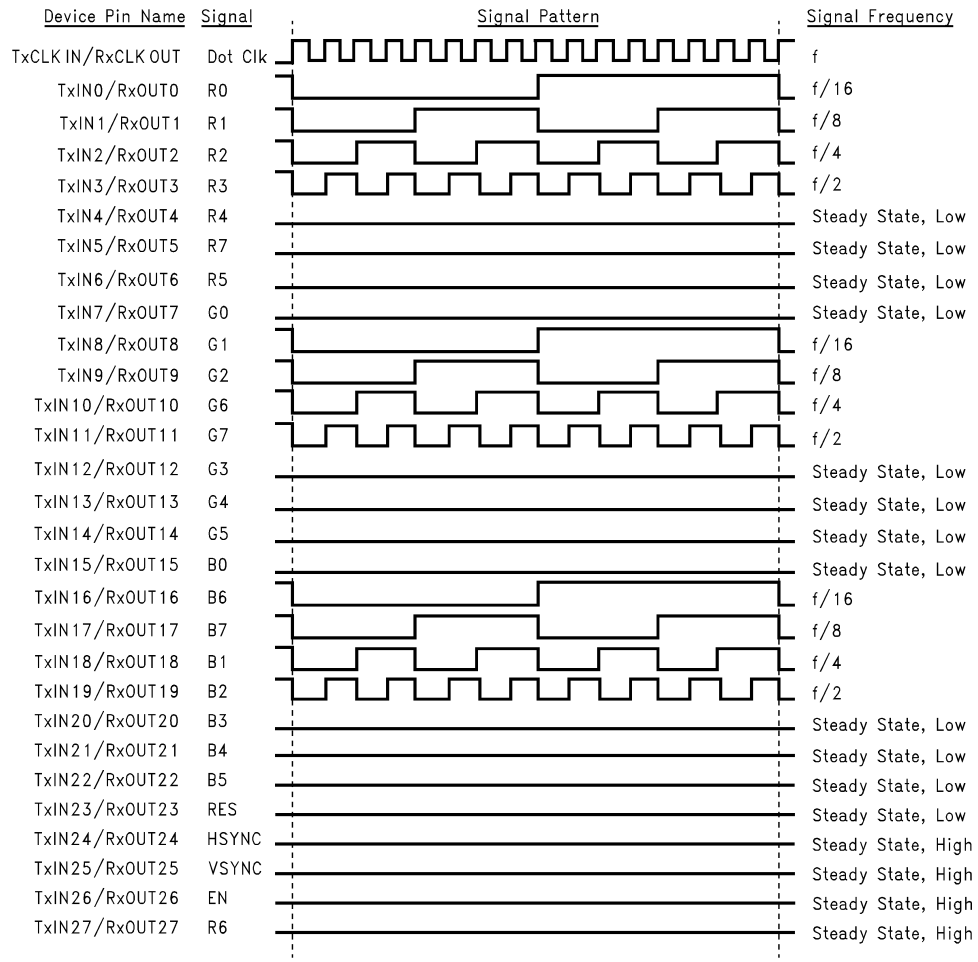 Device Pin Name Signal Signal Pattern Signal Frequency
TxCLK IN/RxCLK OUT Dot Clk f
TxIN0/RxOUT0 R0 f/16
TxIN1/RxOUT1 R1 f/8
TxIN2/RxOUT2 R2 f/4
TxIN3/RxOUT3 R3 f/2
TxIN4/RxOUT4 R4 Steady State, Low
TxIN5/RxOUT5 R7 Steady State, Low
TxIN6/RxOUT6 R5 Steady State, Low
TxIN7/RxOUT7 G0 Steady State, Low
TxIN8/RxOUT8 G1 f/16
TxIN9/RxOUT9 G2 f/8
TxIN10/RxOUT10 G6 f/4
TxIN11/RxOUT11 G7 f/2
TxIN12/RxOUT12 G3 Steady State, Low
TxIN13/RxOUT13 G4 Steady State, Low
TxIN14/RxOUT14 G5 Steady State, Low
TxIN15/RxOUT15 B0 Steady State, Low
TxIN16/RxOUT16 B6 f/16
TxIN17/RxOUT17 B7 f/8
TxIN18/RxOUT18 B1 f/4
TxIN19/RxOUT19 B2 f/2
TxIN20/RxOUT20 B3 Steady State, Low
TxIN21/RxOUT21 B4 Steady State, Low
TxIN22/RxOUT22 B5 Steady State, Low
TxIN23/RxOUT23 RES Steady State, Low
TxIN24/RxOUT24 HSYNC Steady State, High
TxIN25/RxOUT25 VSYNC Steady State, High
TxIN26/RxOUT26 EN Steady State, High
TxIN27/RxOUT27 R6 Steady State, High